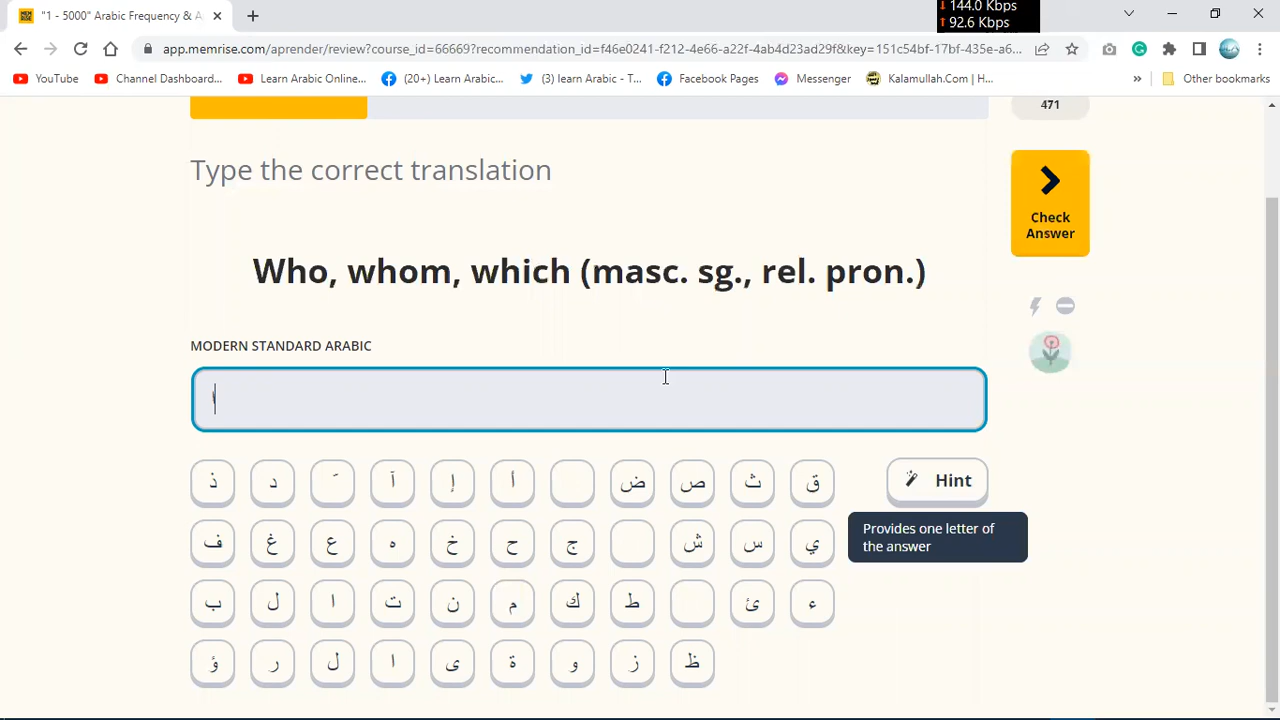 "1 - 5000" Arabic Frequency & A
144.0 Kbps
92.6 Kbps
app.memrise.com/aprender/review?course_id=66669?recommendation_id=f46e0241-f212-4e66-a22f-4ab4d23ad29f&key=151c54bf-17bf-435e-a6...
YouTube
Channel Dashboard...
Learn Arabic Online...
(20+) Learn Arabic...
(3) learn Arabic - T...
Facebook Pages
Messenger
Kalamullah.Com | H...
Other bookmarks
471
Type the correct translation
Check
Answer
Who, whom, which (masc. sg., rel. pron.)
MODERN STANDARD ARABIC
ا
ذ د َ آ إ أ ض ص ث ق
Hint
Provides one letter of
the answer
ف غ ع ه خ ح ج ش س ي
ب ل ا ت ن م ك ط ئ ء
ؤ ر ل ا ى ة و ز ظ